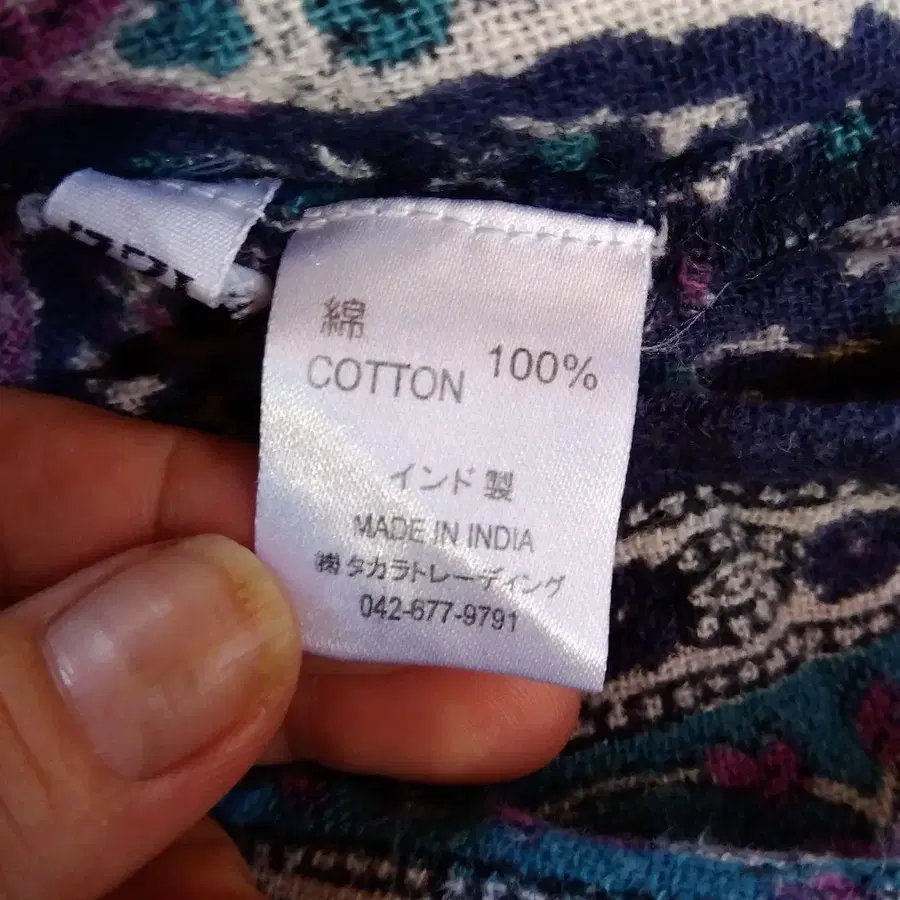 綿
COTTON 100%
インド製
MADE IN INDIA
㈱タカラトレーディング
042-677-9791